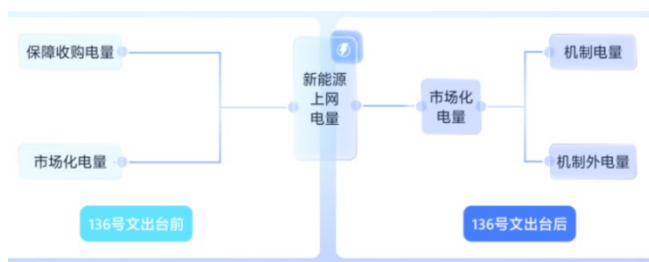 保障收购电量
市场化电量
136号文出台前
新能源
上网
电量
市场化
电量
机制电量
机制外电量
136号文出台后